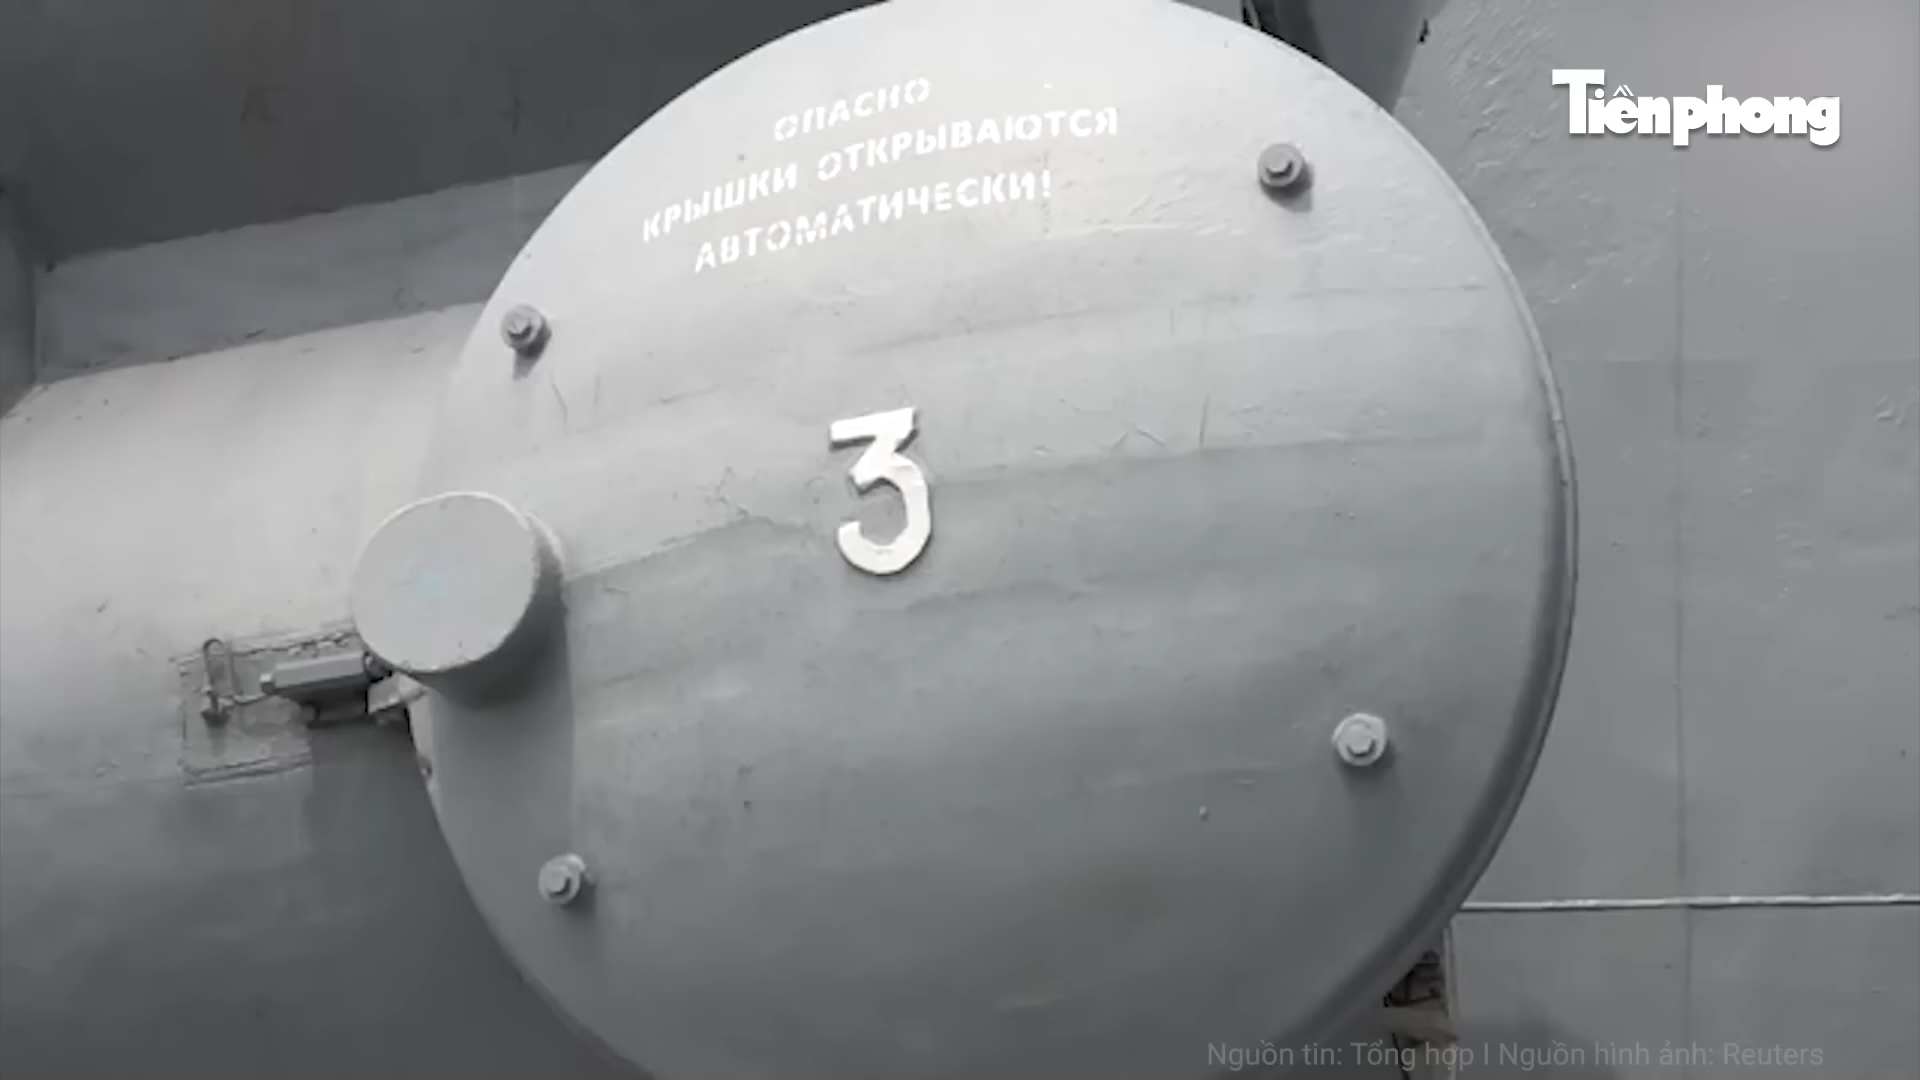 Tiềnphong
ОПАСНО
КРЫШКИ ОТКРЫВАЮТСЯ
АВТОМАТИЧЕСКИ!
3
Nguồn tin: Tổng hợp I Nguồn hình ảnh: Reuters